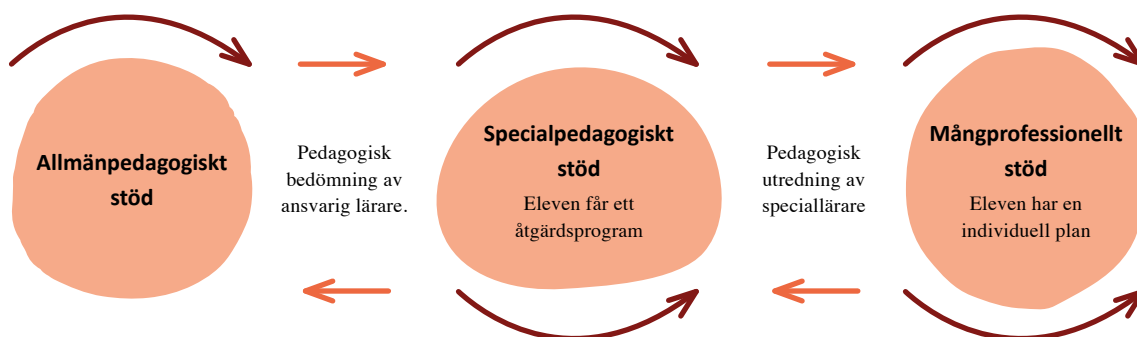 Allmänpedagogiskt
stöd
Pedagogisk
bedömning av
ansvarig lärare.
Specialpedagogiskt
stöd
Eleven får ett
åtgärdsprogram
Pedagogisk
utredning av
speciallärare
Mångprofessionellt
stöd
Eleven har en
individuell plan